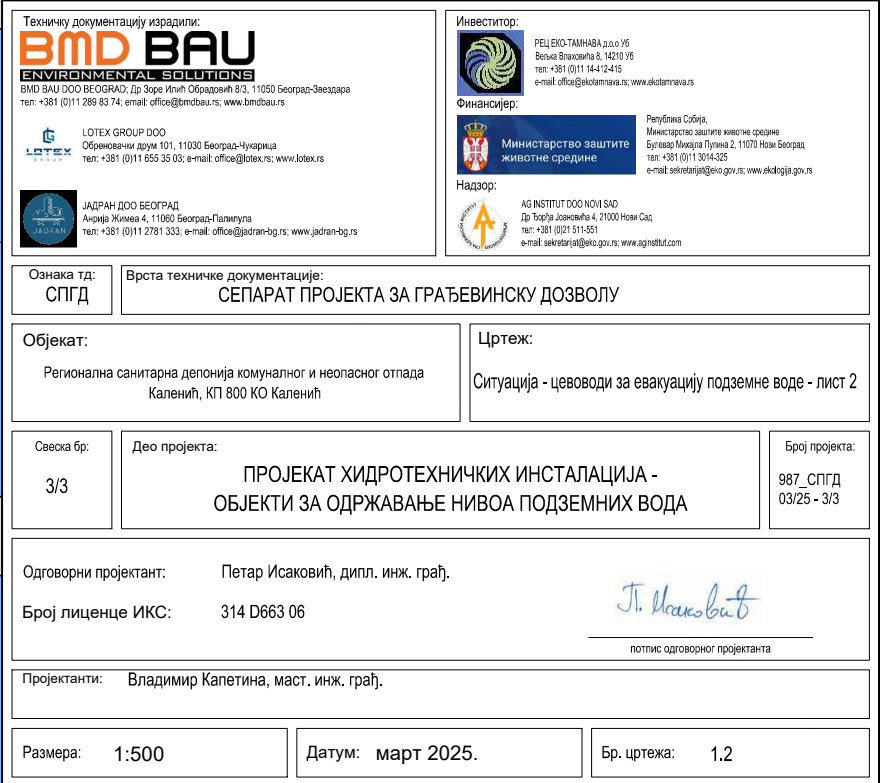 Техничку документацију израдили:
BMD BAU
ENVIRONMENTAL SOLUTIONS
BMD BAU DOO BEOGRAD; Др Зоре Илић Обрадовић 8/3, 11050 Београд-Звездара
тел: +381 (0)11 289 83 74; email: office@bmdbau.rs; www.bmdbau.rs
LOTEX
GROUP
LOTEX GROUP DOO
Обреновачки друм 101, 11030 Београд-Чукарица
тел: +381 (0)11 655 35 03; e-mail: office@lotex.rs; www.lotex.rs
JADRAN
ЈАДРАН ДОО БЕОГРАД
Анрија Жимеа 4, 11060 Београд-Палилула
тел: +381 (0)11 2781 333; e-mail: office@jadran-bg.rs; www.jadran-bg.rs
Инвеститор:
РЕЦ ЕКО-ТАМНАВА д.о.о Уб
Вељка Влаховића 8, 14210 Уб
тел: +381 (0)11 14-412-415
e-mail: office@ekotamnava.rs; www.ekotamnava.rs
Финансијер:
Министарство заштите
животне средине
Република Србија,
Министарство заштите животне средине
Булевар Михајла Пупина 2, 11070 Нови Београд
тел: +381 (0)11 3014-325
e-mail: sekretarijat@eko.gov.rs; www.ekologija.gov.rs
Надзор:
AG INSTITUT DOO NOVI SAD
Др Ђорђа Јоановића 4, 21000 Нови Сад
тел: +381 (0)21 511-551
e-mail: sekretarijat@eko.gov.rs; www.aginstitut.com
Ознака тд:
СПГД
Врста техничке документације:
СЕПАРАТ ПРОЈЕКТА ЗА ГРАЂЕВИНСКУ ДОЗВОЛУ
Објекат:
Регионална санитарна депонија комуналног и неопасног отпада
Каленић, КП 800 КО Каленић
Цртеж:
Ситуација - цевоводи за евакуацију подземне воде - лист 2
Свеска бр:
3/3
Део пројекта:
ПРОЈЕКАТ ХИДРОТЕХНИЧКИХ ИНСТАЛАЦИЈА -
ОБЈЕКТИ ЗА ОДРЖАВАЊЕ НИВОА ПОДЗЕМНИХ ВОДА
Број пројекта:
987_СПГД
03/25 - 3/3
Одговорни пројектант: Петар Исаковић, дипл. инж. грађ.
Број лиценце ИКС: 314 D663 06
П. Исаковић
потпис одговорног пројектанта
Пројектанти: Владимир Капетина, маст. инж. грађ.
Размера: 1:500
Датум: март 2025.
Бр. цртежа: 1.2